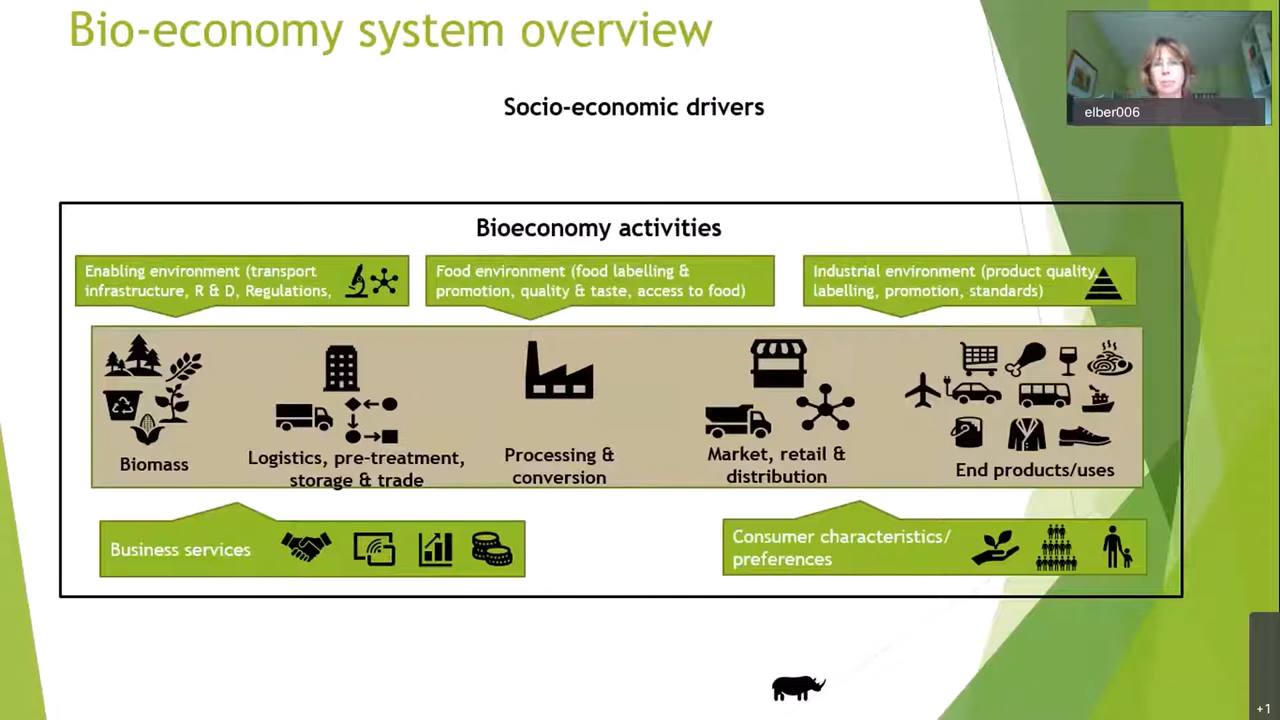 Bio-economy system overview
elber006
Socio-economic drivers
Bioeconomy activities
Enabling environment (transport
infrastructure, R & D, Regulations,
Food environment (food labelling &
promotion, quality & taste, access to food)
Industrial environment (product quality,
labelling, promotion, standards)
Biomass
Logistics, pre-treatment,
storage & trade
Processing &
conversion
Market, retail &
distribution
End products/uses
Business services
Consumer characteristics/
preferences
+1